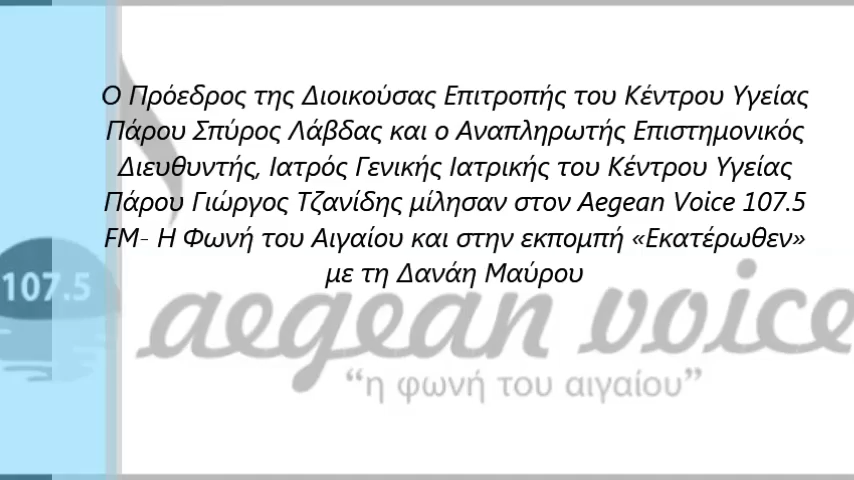 Ο Πρόεδρος της Διοικούσας Επιτροπής του Κέντρου Υγείας
Πάρου Σπύρος Λάβδας και ο Αναπληρωτής Επιστημονικός
Διευθυντής, Ιατρός Γενικής Ιατρικής του Κέντρου Υγείας
Πάρου Γιώργος Τζανίδης μίλησαν στον Aegean Voice 107.5
FM- Η Φωνή του Αιγαίου και στην εκπομπή «Εκατέρωθεν»
με τη Δανάη Μαύρου
107.5
aegean voice
“η φωνή του αιγαίου”